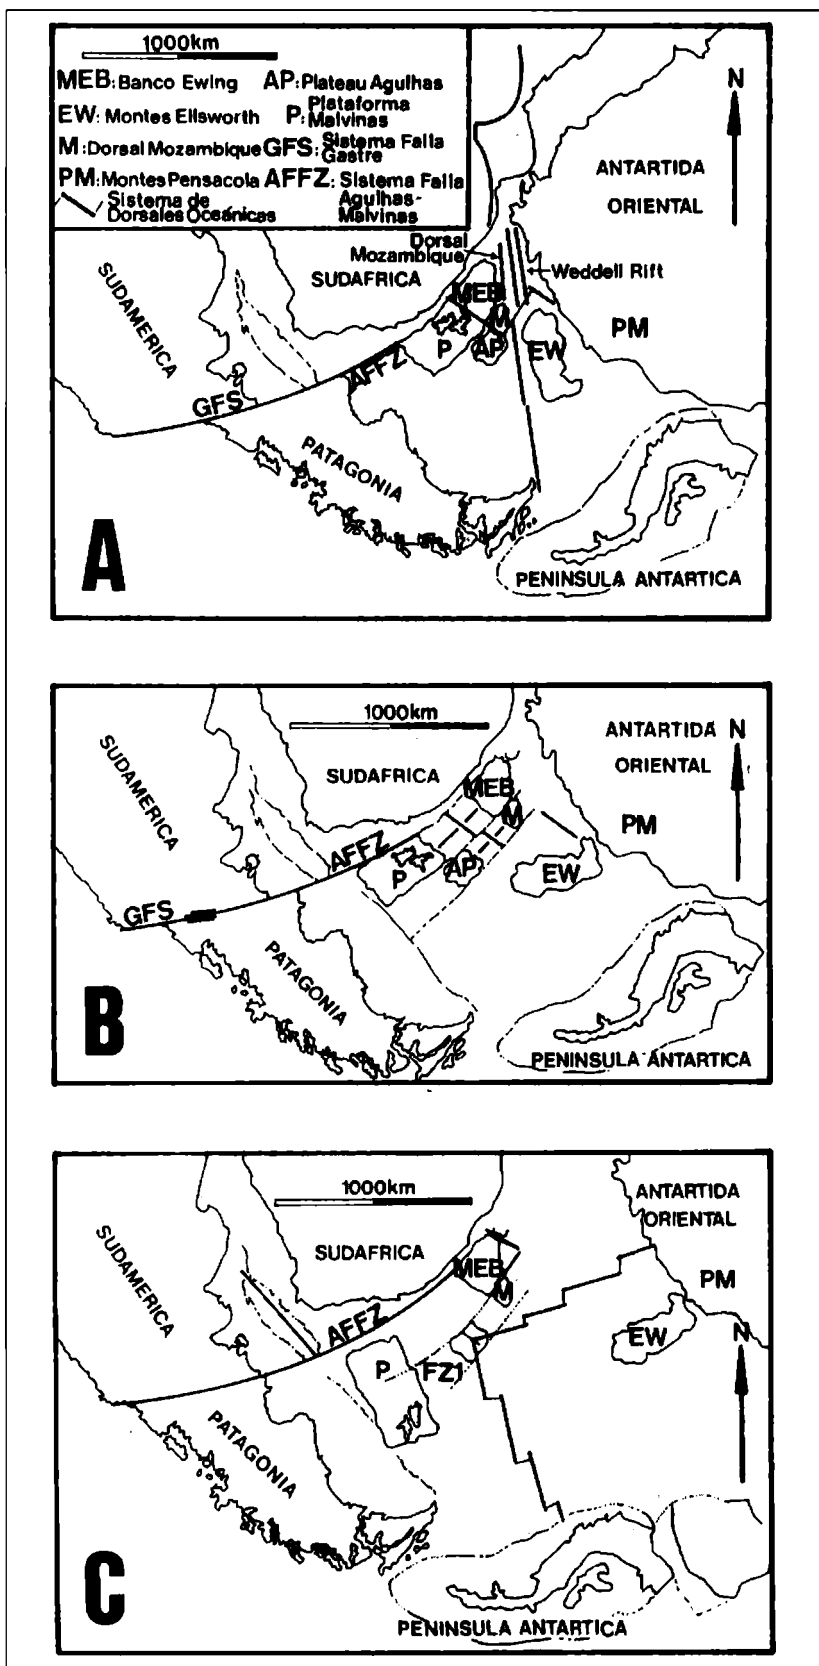 1000km
MEB: Banco Ewing AP: Plateau Agulhas
EW: Montes Ellsworth P: Plataforma Malvinas
M: Dorsal Mozambique GFS: Sistema Falla Gastre
PM: Montes Pensacola AFFZ: Sistema Falla Agulhas-Malvinas
Sistema de Dorsales Oceánicas
N
ANTARTIDA
ORIENTAL
Dorsal
Mozambique
Weddell Rift
SUDAFRICA
SUDAMERICA
MEB
M
P
AP
EW
PM
AFFZ
GFS
PATAGONIA
PENINSULA ANTARTICA
A
1000km
ANTARTIDA N
ORIENTAL
SUDAMERICA
SUDAFRICA
MEB
M
PM
AFFZ
P
AP
EW
GFS
PATAGONIA
PENINSULA ANTARTICA
B
1000km
ANTARTIDA
ORIENTAL
SUDAMERICA
SUDAFRICA
MEB
M
PM
AFFZ
EW
N
P
FZ1
PATAGONIA
PENINSULA ANTARTICA
C